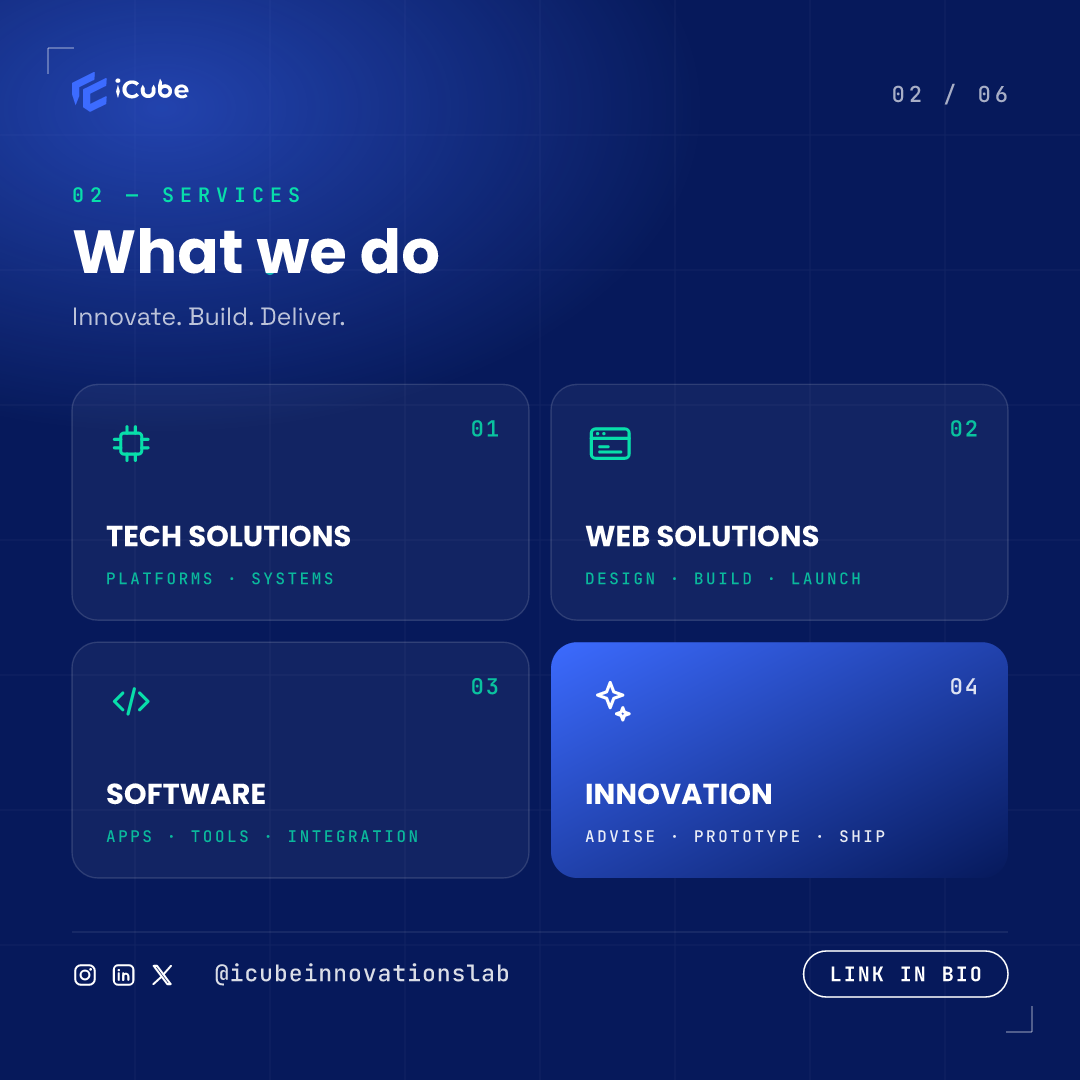 iCube
02 / 06
02 — SERVICES
What we do
Innovate. Build. Deliver.
01
TECH SOLUTIONS
PLATFORMS · SYSTEMS
02
WEB SOLUTIONS
DESIGN · BUILD · LAUNCH
03
SOFTWARE
APPS · TOOLS · INTEGRATION
04
INNOVATION
ADVISE · PROTOTYPE · SHIP
@icubeinnovationslab
LINK IN BIO